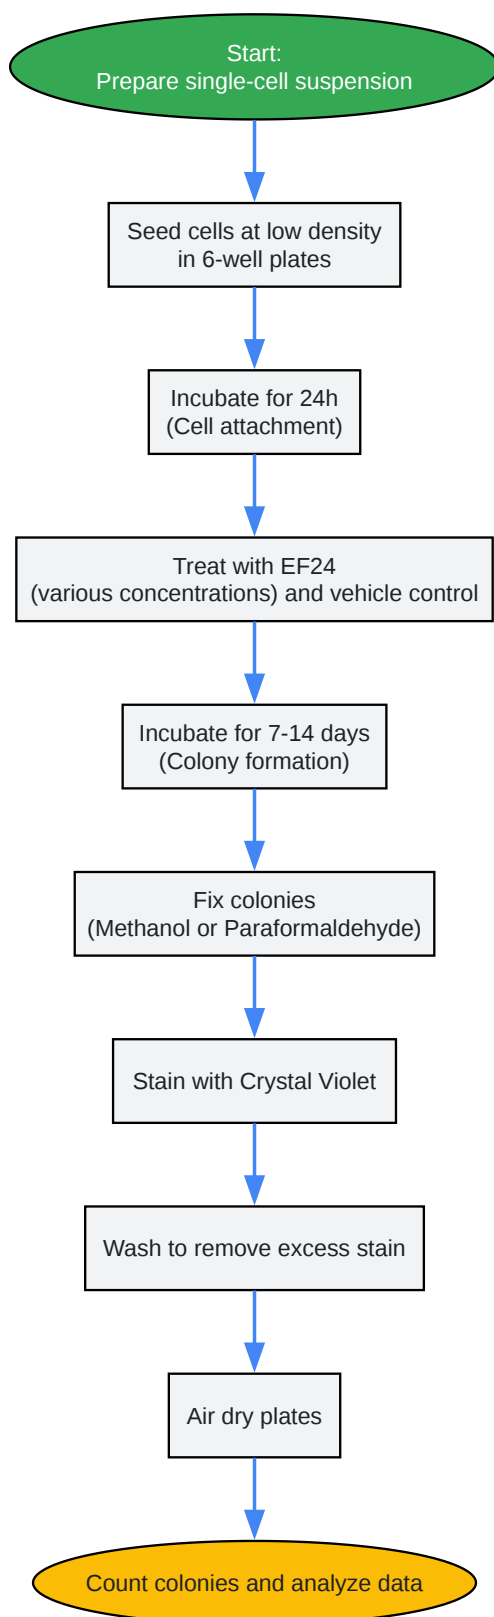 Start:
Prepare single-cell suspension
Seed cells at low density
in 6-well plates
Incubate for 24h
(Cell attachment)
Treat with EF24
(various concentrations) and vehicle control
Incubate for 7-14 days
(Colony formation)
Fix colonies
(Methanol or Paraformaldehyde)
Stain with Crystal Violet
Wash to remove excess stain
Air dry plates
Count colonies and analyze data